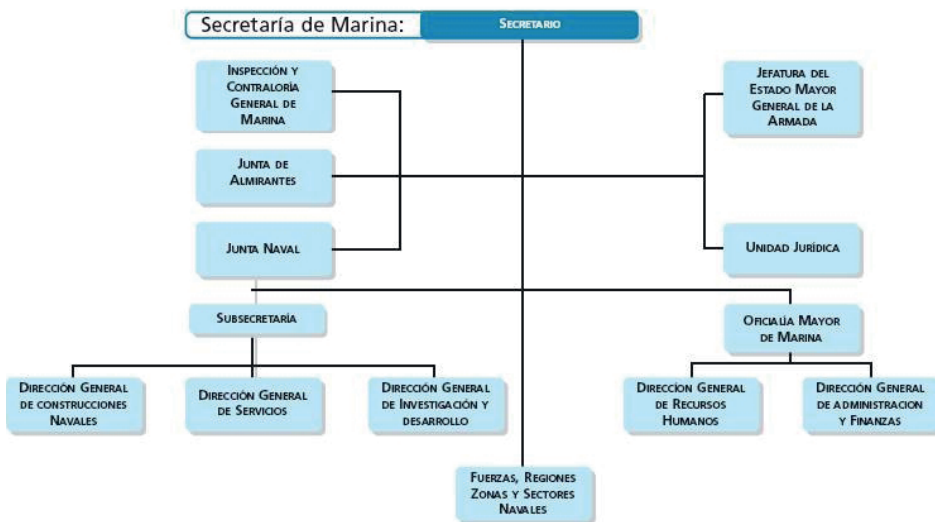 Secretaría de Marina:
SECRETARIO
INSPECCIÓN Y
CONTRALORÍA
GENERAL DE
MARINA
JEFATURA DEL
ESTADO MAYOR
GENERAL DE LA
ARMADA
JUNTA DE
ALMIRANTES
JUNTA NAVAL
UNIDAD JURÍDICA
SUBSECRETARÍA
OFICIALÍA MAYOR
DE MARINA
DIRECCIÓN GENERAL
DE CONSTRUCCIONES
NAVALES
DIRECCIÓN GENERAL
DE SERVICIOS
DIRECCIÓN GENERAL
DE INVESTIGACIÓN Y
DESARROLLO
DIRECCÍON GENERAL
DE RECURSOS
HUMANOS
DIRECCIÓN GENERAL
DE ADMINISTRACION
Y FINANZAS
FUERZAS, REGIONES
ZONAS Y SECTORES
NAVALES